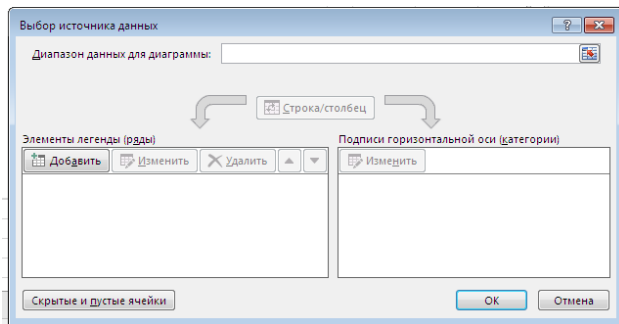 Выбор источника данных
Диапазон данных для диаграммы:
Строка/столбец
Элементы легенды (ряды)
Подписи горизонтальной оси (категории)
Добавить Изменить Удалить
Изменить
Скрытые и пустые ячейки
ОК Отмена